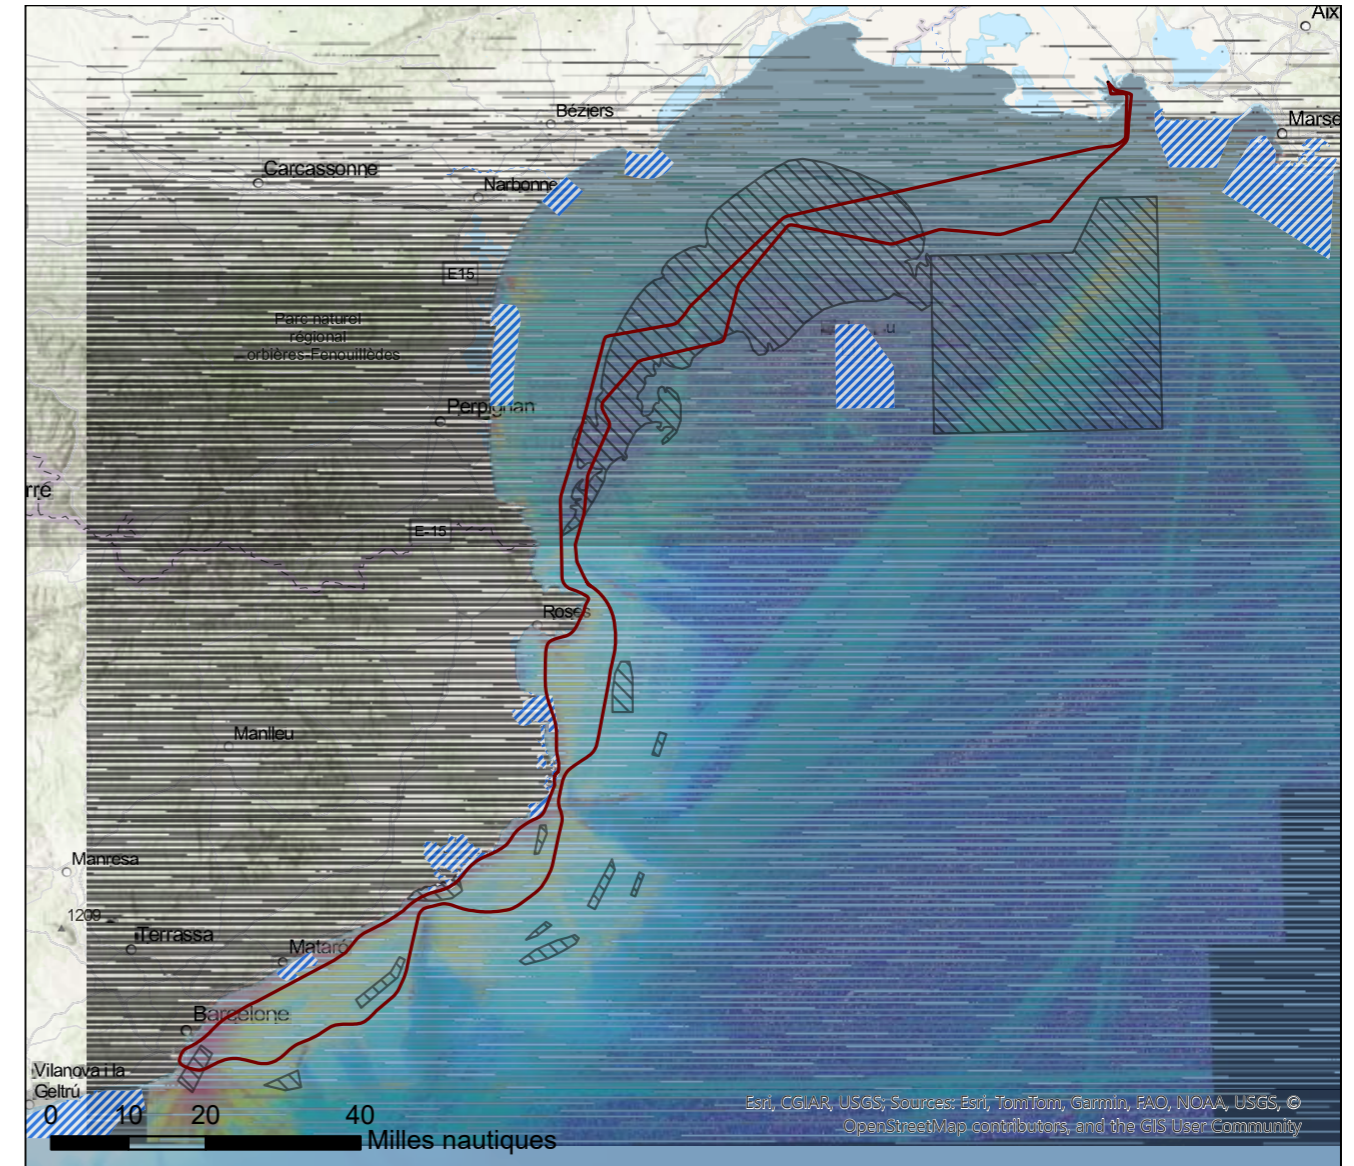 Aix
Marse
Béziers
Carcassonne
Narbonne
E15
Parc naturel
régional
orbières-Fenouillèdes
u
Perpignan
rre
E-15
Roses
Manlleu
Manresa
1209
Terrassa
Mataró
Barcelone
Vilanova i la
Geltrú
0 10 20 40
Milles nautiques
Esri, CGIAR, USGS; Sources: Esri, TomTom, Garmin, FAO, NOAA, USGS, ©
OpenStreetMap contributors, and the GIS User Community